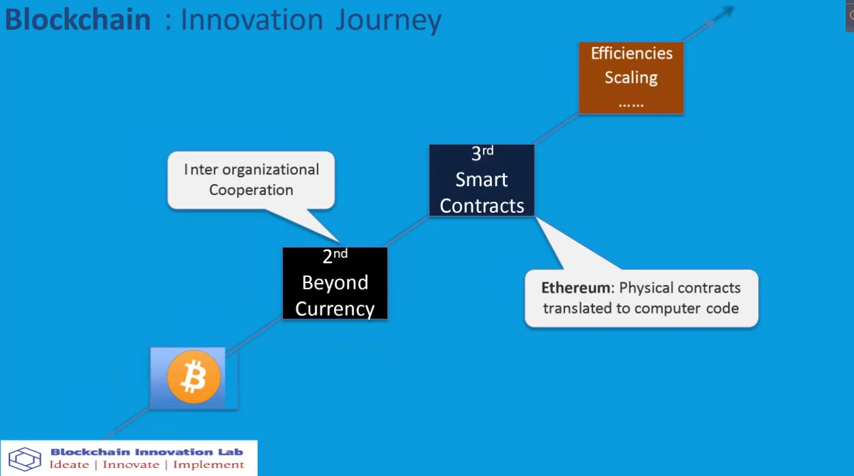 Blockchain : Innovation Journey
Efficiencies
Scaling
......
3rd
Smart
Contracts
Inter organizational
Cooperation
2nd
Beyond
Currency
Ethereum: Physical contracts
translated to computer code
₿
Blockchain Innovation Lab
Ideate | Innovate | Implement